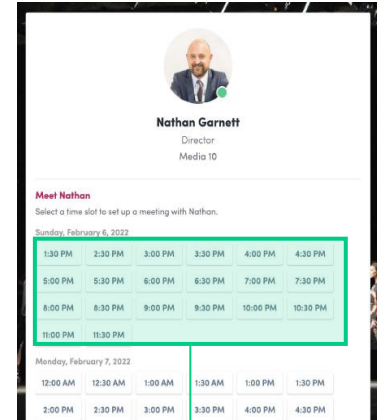 Nathan Garnett
Director
Media 10
Meet Nathan
Select a time slot to set up a meeting with Nathan.
Sunday, February 6, 2022
1:30 PM 2:30 PM 3:00 PM 3:30 PM 4:00 PM 4:30 PM
5:00 PM 5:30 PM 6:00 PM 6:30 PM 7:00 PM 7:30 PM
8:00 PM 8:30 PM 9:00 PM 9:30 PM 10:00 PM 10:30 PM
11:00 PM 11:30 PM
Monday, February 7, 2022
12:00 AM 12:30 AM 1:00 AM 1:30 AM 1:00 PM 1:30 PM
2:00 PM 2:30 PM 3:00 PM 3:30 PM 4:00 PM 4:30 PM